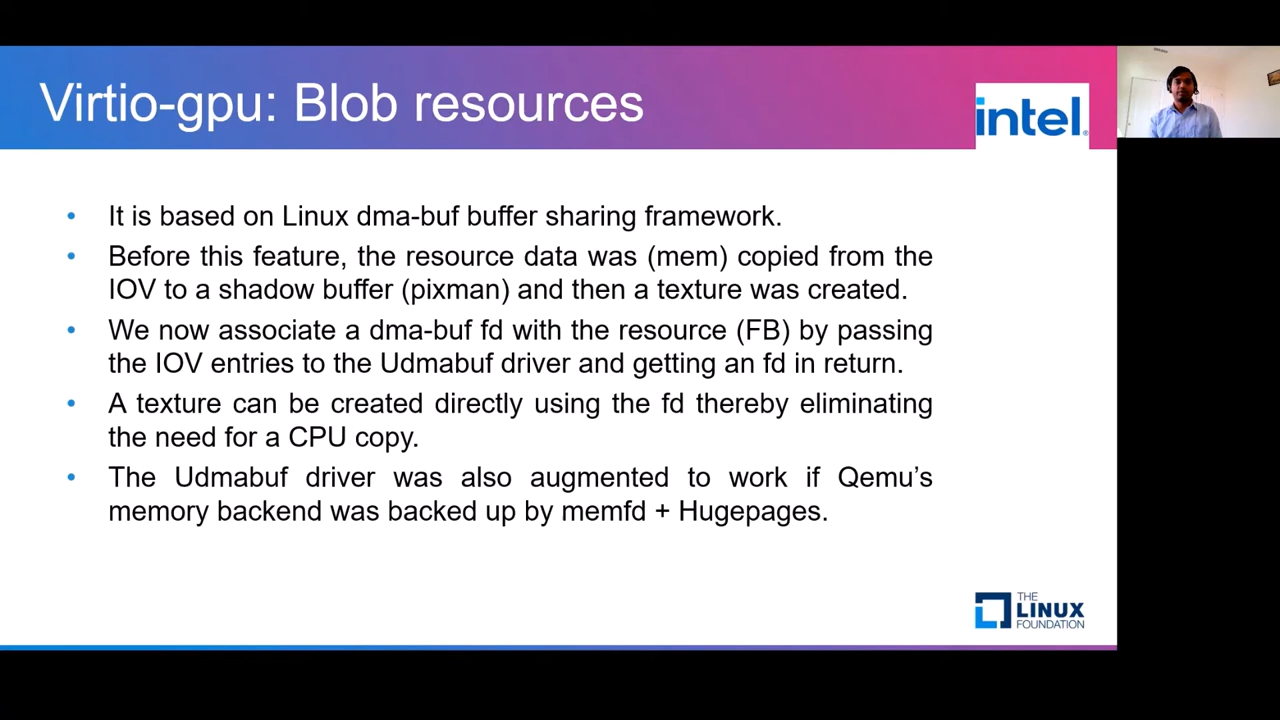 Virtio-gpu: Blob resources
intel.
• It is based on Linux dma-buf buffer sharing framework.
• Before this feature, the resource data was (mem) copied from the
IOV to a shadow buffer (pixman) and then a texture was created.
• We now associate a dma-buf fd with the resource (FB) by passing
the IOV entries to the Udmabuf driver and getting an fd in return.
• A texture can be created directly using the fd thereby eliminating
the need for a CPU copy.
• The Udmabuf driver was also augmented to work if Qemu’s
memory backend was backed up by memfd + Hugepages.
THE
LINUX
FOUNDATION